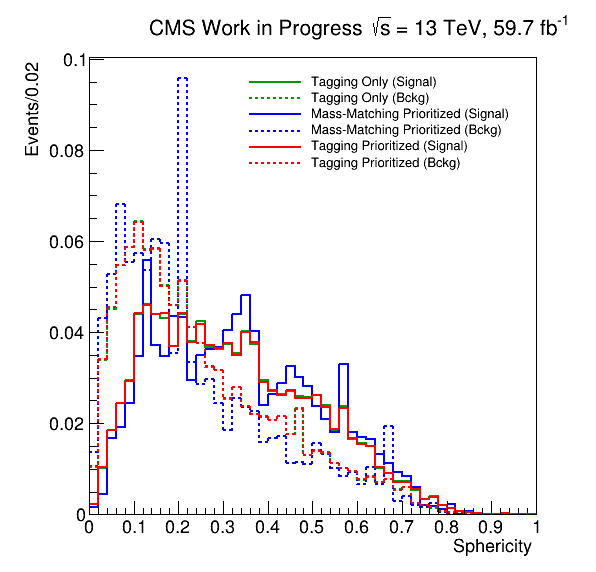 CMS Work in Progress √s = 13 TeV, 59.7 fb⁻¹
Events/0.02
0.1
0.08
0.06
0.04
0.02
0
Tagging Only (Signal)
Tagging Only (Bckg)
Mass-Matching Prioritized (Signal)
Mass-Matching Prioritized (Bckg)
Tagging Prioritized (Signal)
Tagging Prioritized (Bckg)
0 0.1 0.2 0.3 0.4 0.5 0.6 0.7 0.8 0.9 1
Sphericity